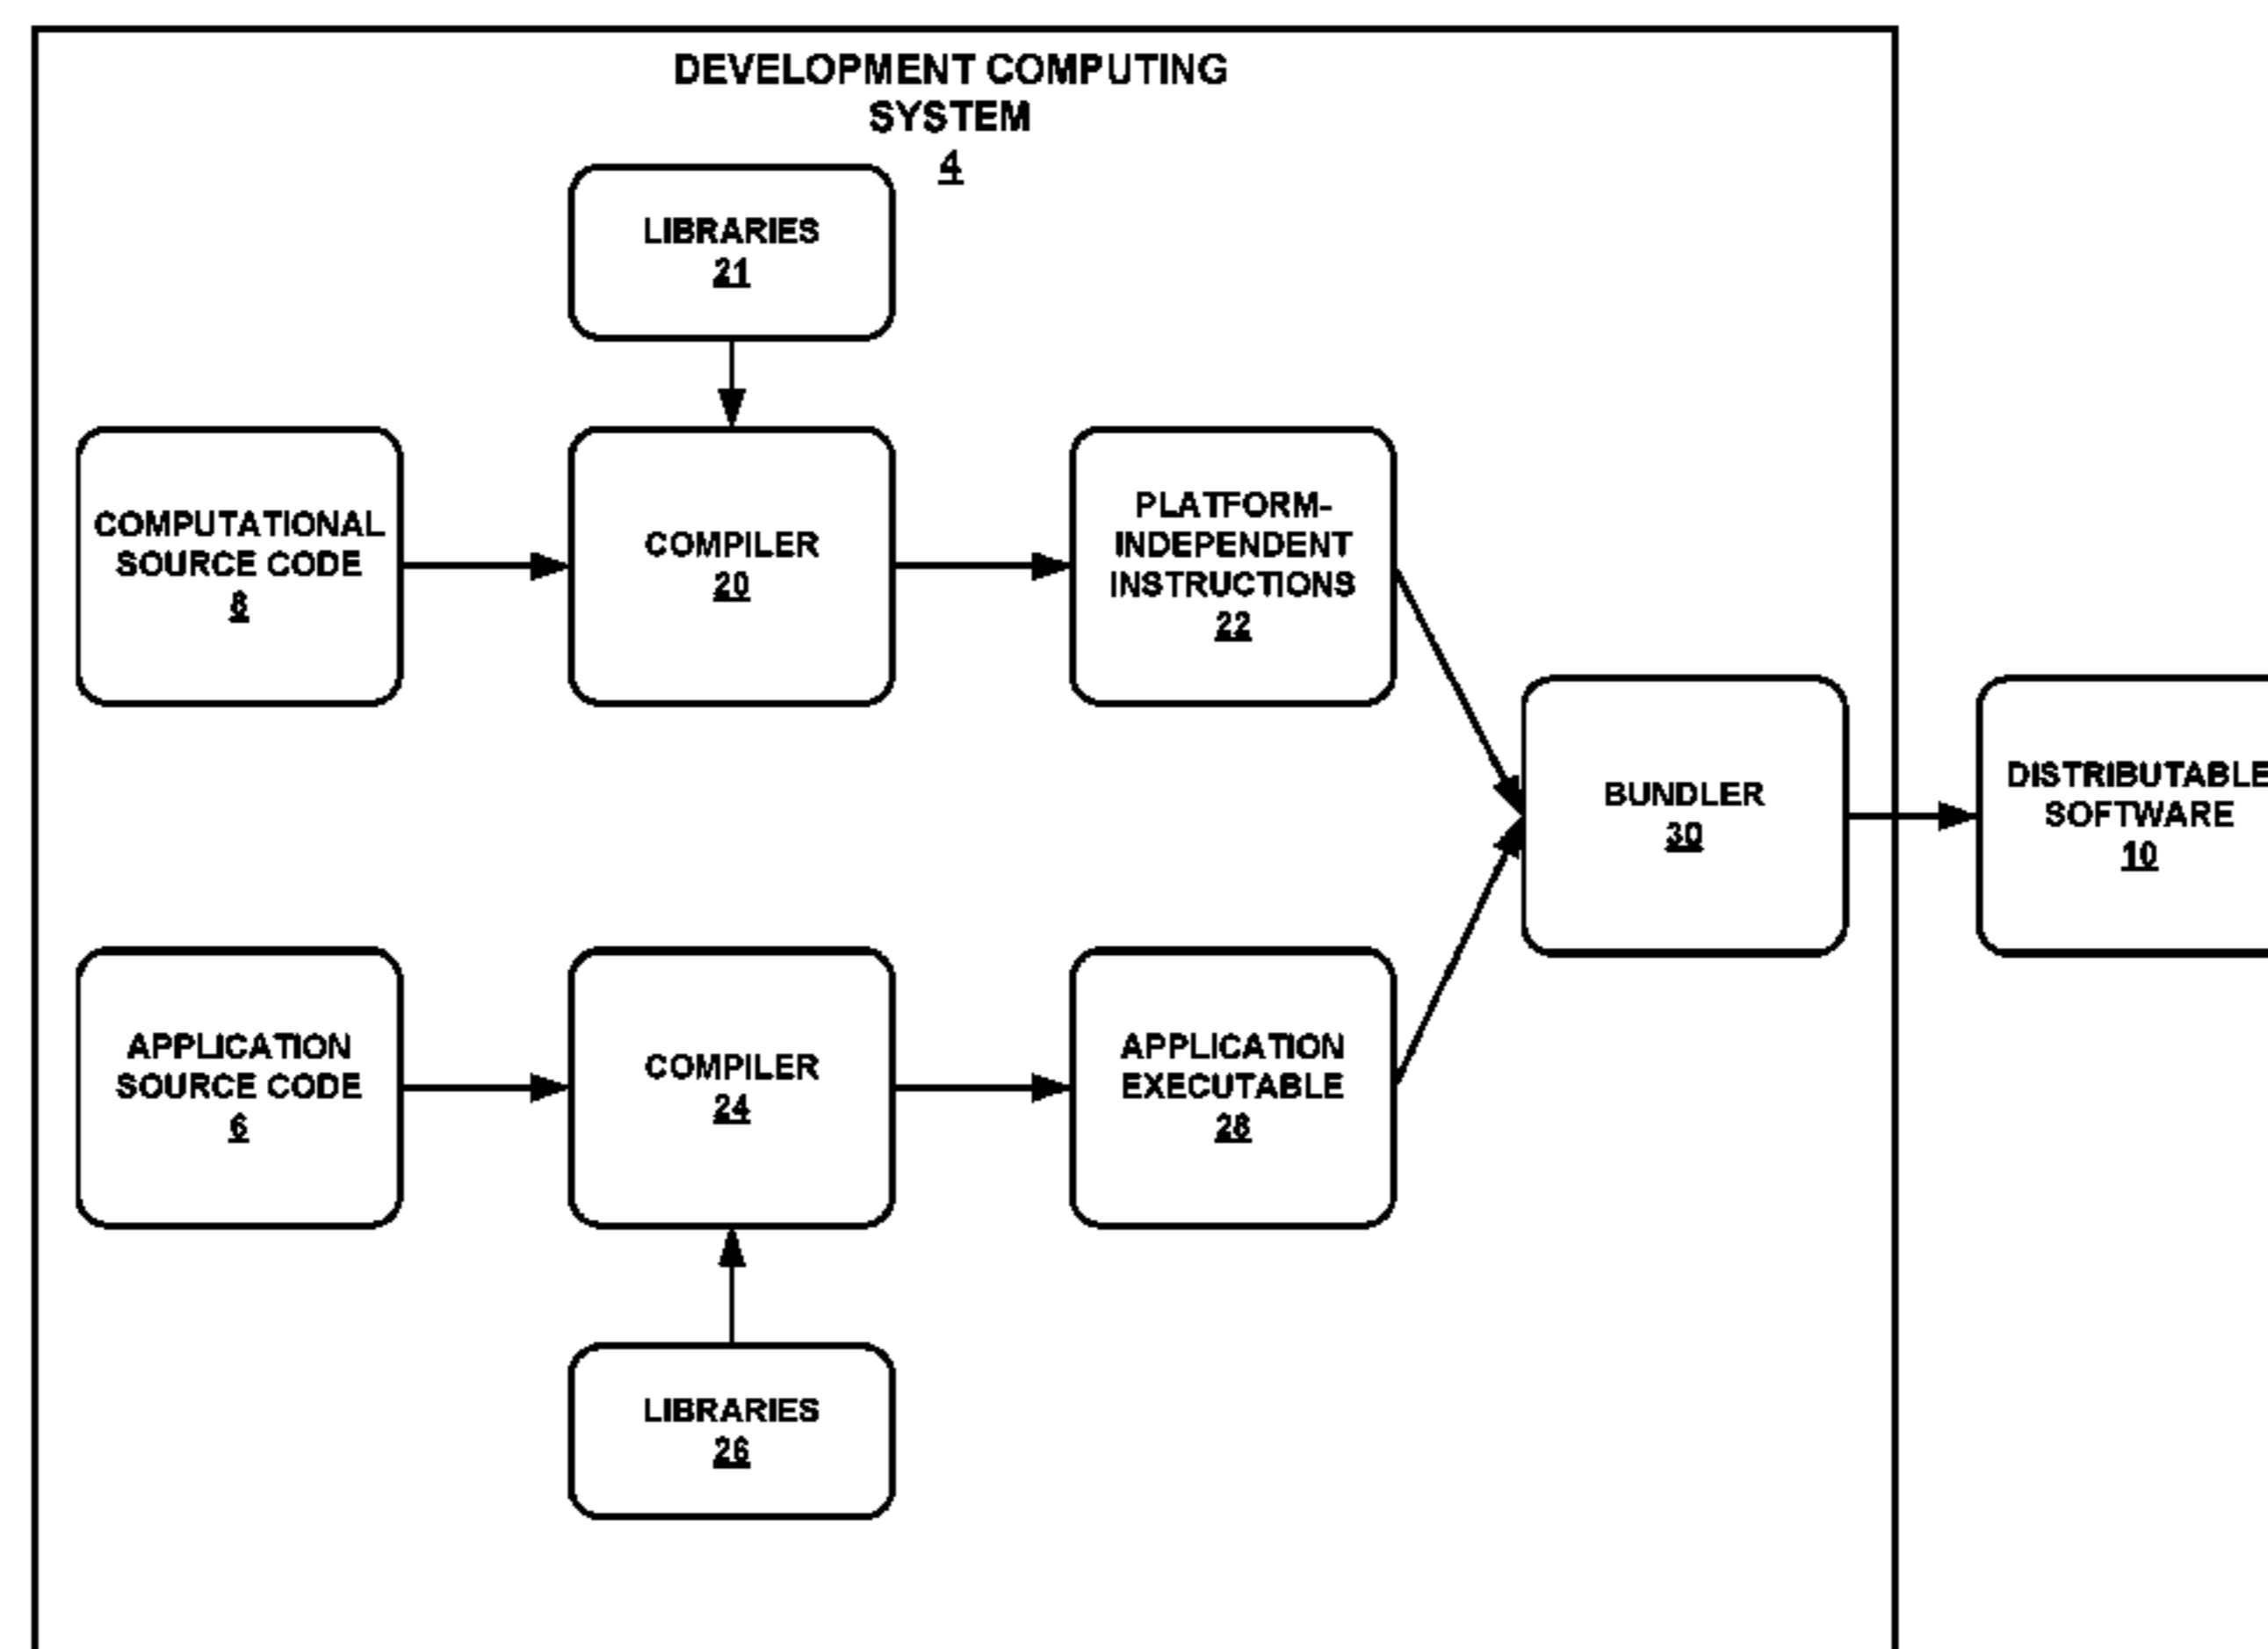 DEVELOPMENT COMPUTING
SYSTEM
4
LIBRARIES
21
COMPUTATIONAL
SOURCE CODE
8
COMPILER
20
PLATFORM-
INDEPENDENT
INSTRUCTIONS
22
BUNDLER
30
DISTRIBUTABLE
SOFTWARE
10
APPLICATION
SOURCE CODE
6
COMPILER
24
APPLICATION
EXECUTABLE
28
LIBRARIES
26